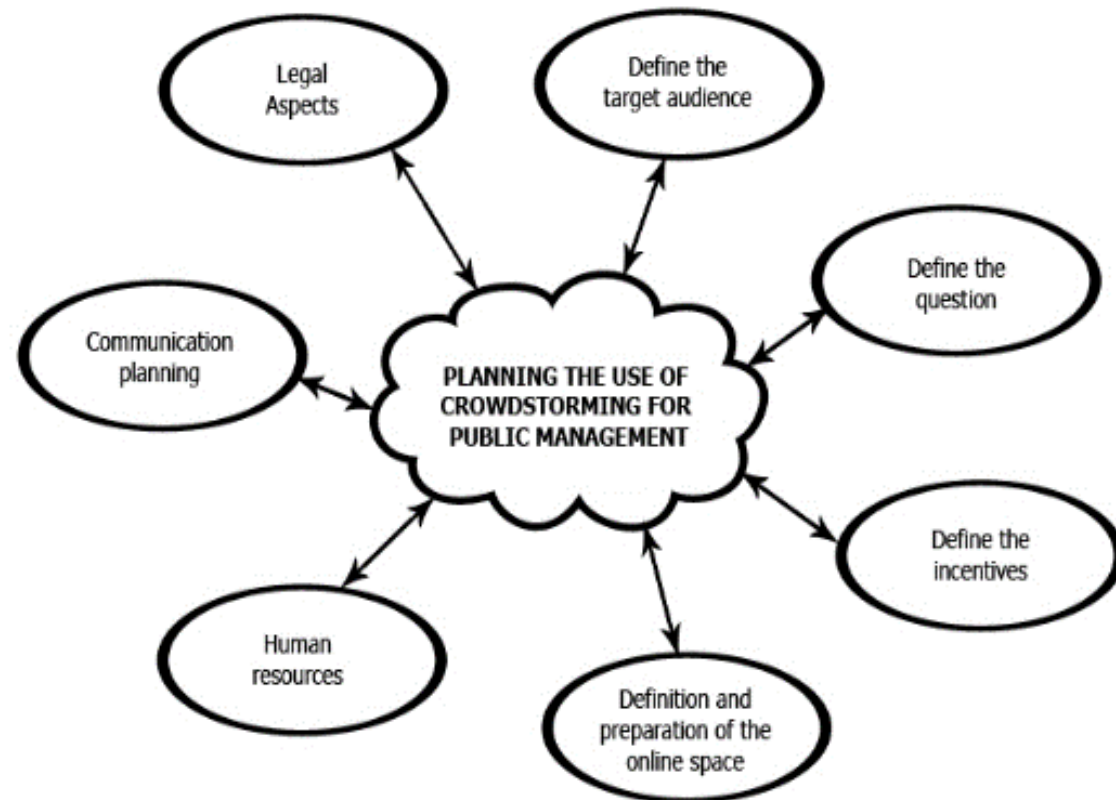 Legal
Aspects
Define the
target audience
Define the
question
Communication
planning
PLANNING THE USE OF
CROWDSTORMING FOR
PUBLIC MANAGEMENT
Define the
incentives
Human
resources
Definition and
preparation of the
online space